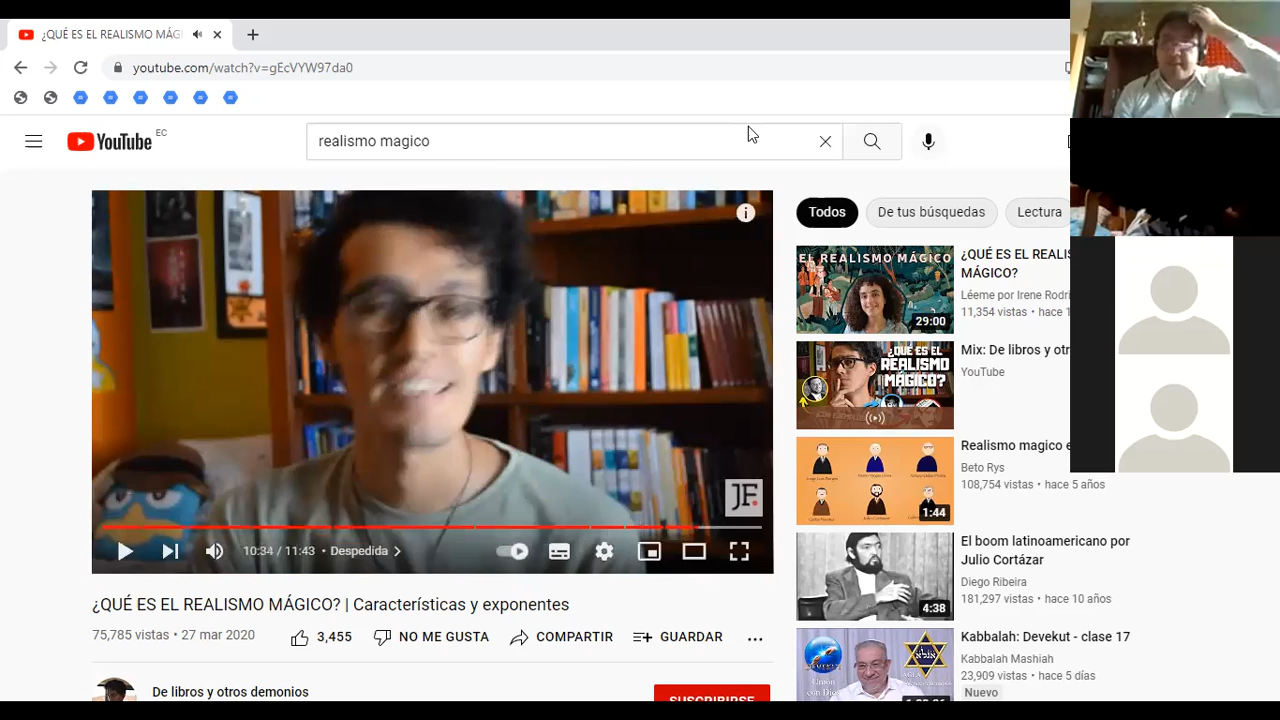 ¿QUÉ ES EL REALISMO MÁGI
youtube.com/watch?v=gEcVYW97da0
YouTube EC
realismo magico
Todos
De tus búsquedas
Lectura
JF.
10:34 / 11:43 • Despedida >
¿QUÉ ES EL REALISMO MÁGICO? | Características y exponentes
75,785 vistas • 27 mar 2020
3,455
NO ME GUSTA
COMPARTIR
GUARDAR
De libros y otros demonios
SUSCRIBIRSE
EL REALISMO MÁGICO
29:00
¿QUÉ ES EL REALIS
MÁGICO?
Léeme por Irene Rodrí
11,354 vistas • hace 1
¿QUÉ ES EL
REALISMO
MÁGICO?
Mix: De libros y otr
YouTube
1:44
Realismo magico e
Beto Rys
108,754 vistas • hace 5 años
4:38
El boom latinoamericano por
Julio Cortázar
Diego Ribeira
181,297 vistas • hace 10 años
Unión
con Dios
Kabbalah: Devekut - clase 17
Kabbalah Mashiah
23,909 vistas • hace 5 días
Nuevo